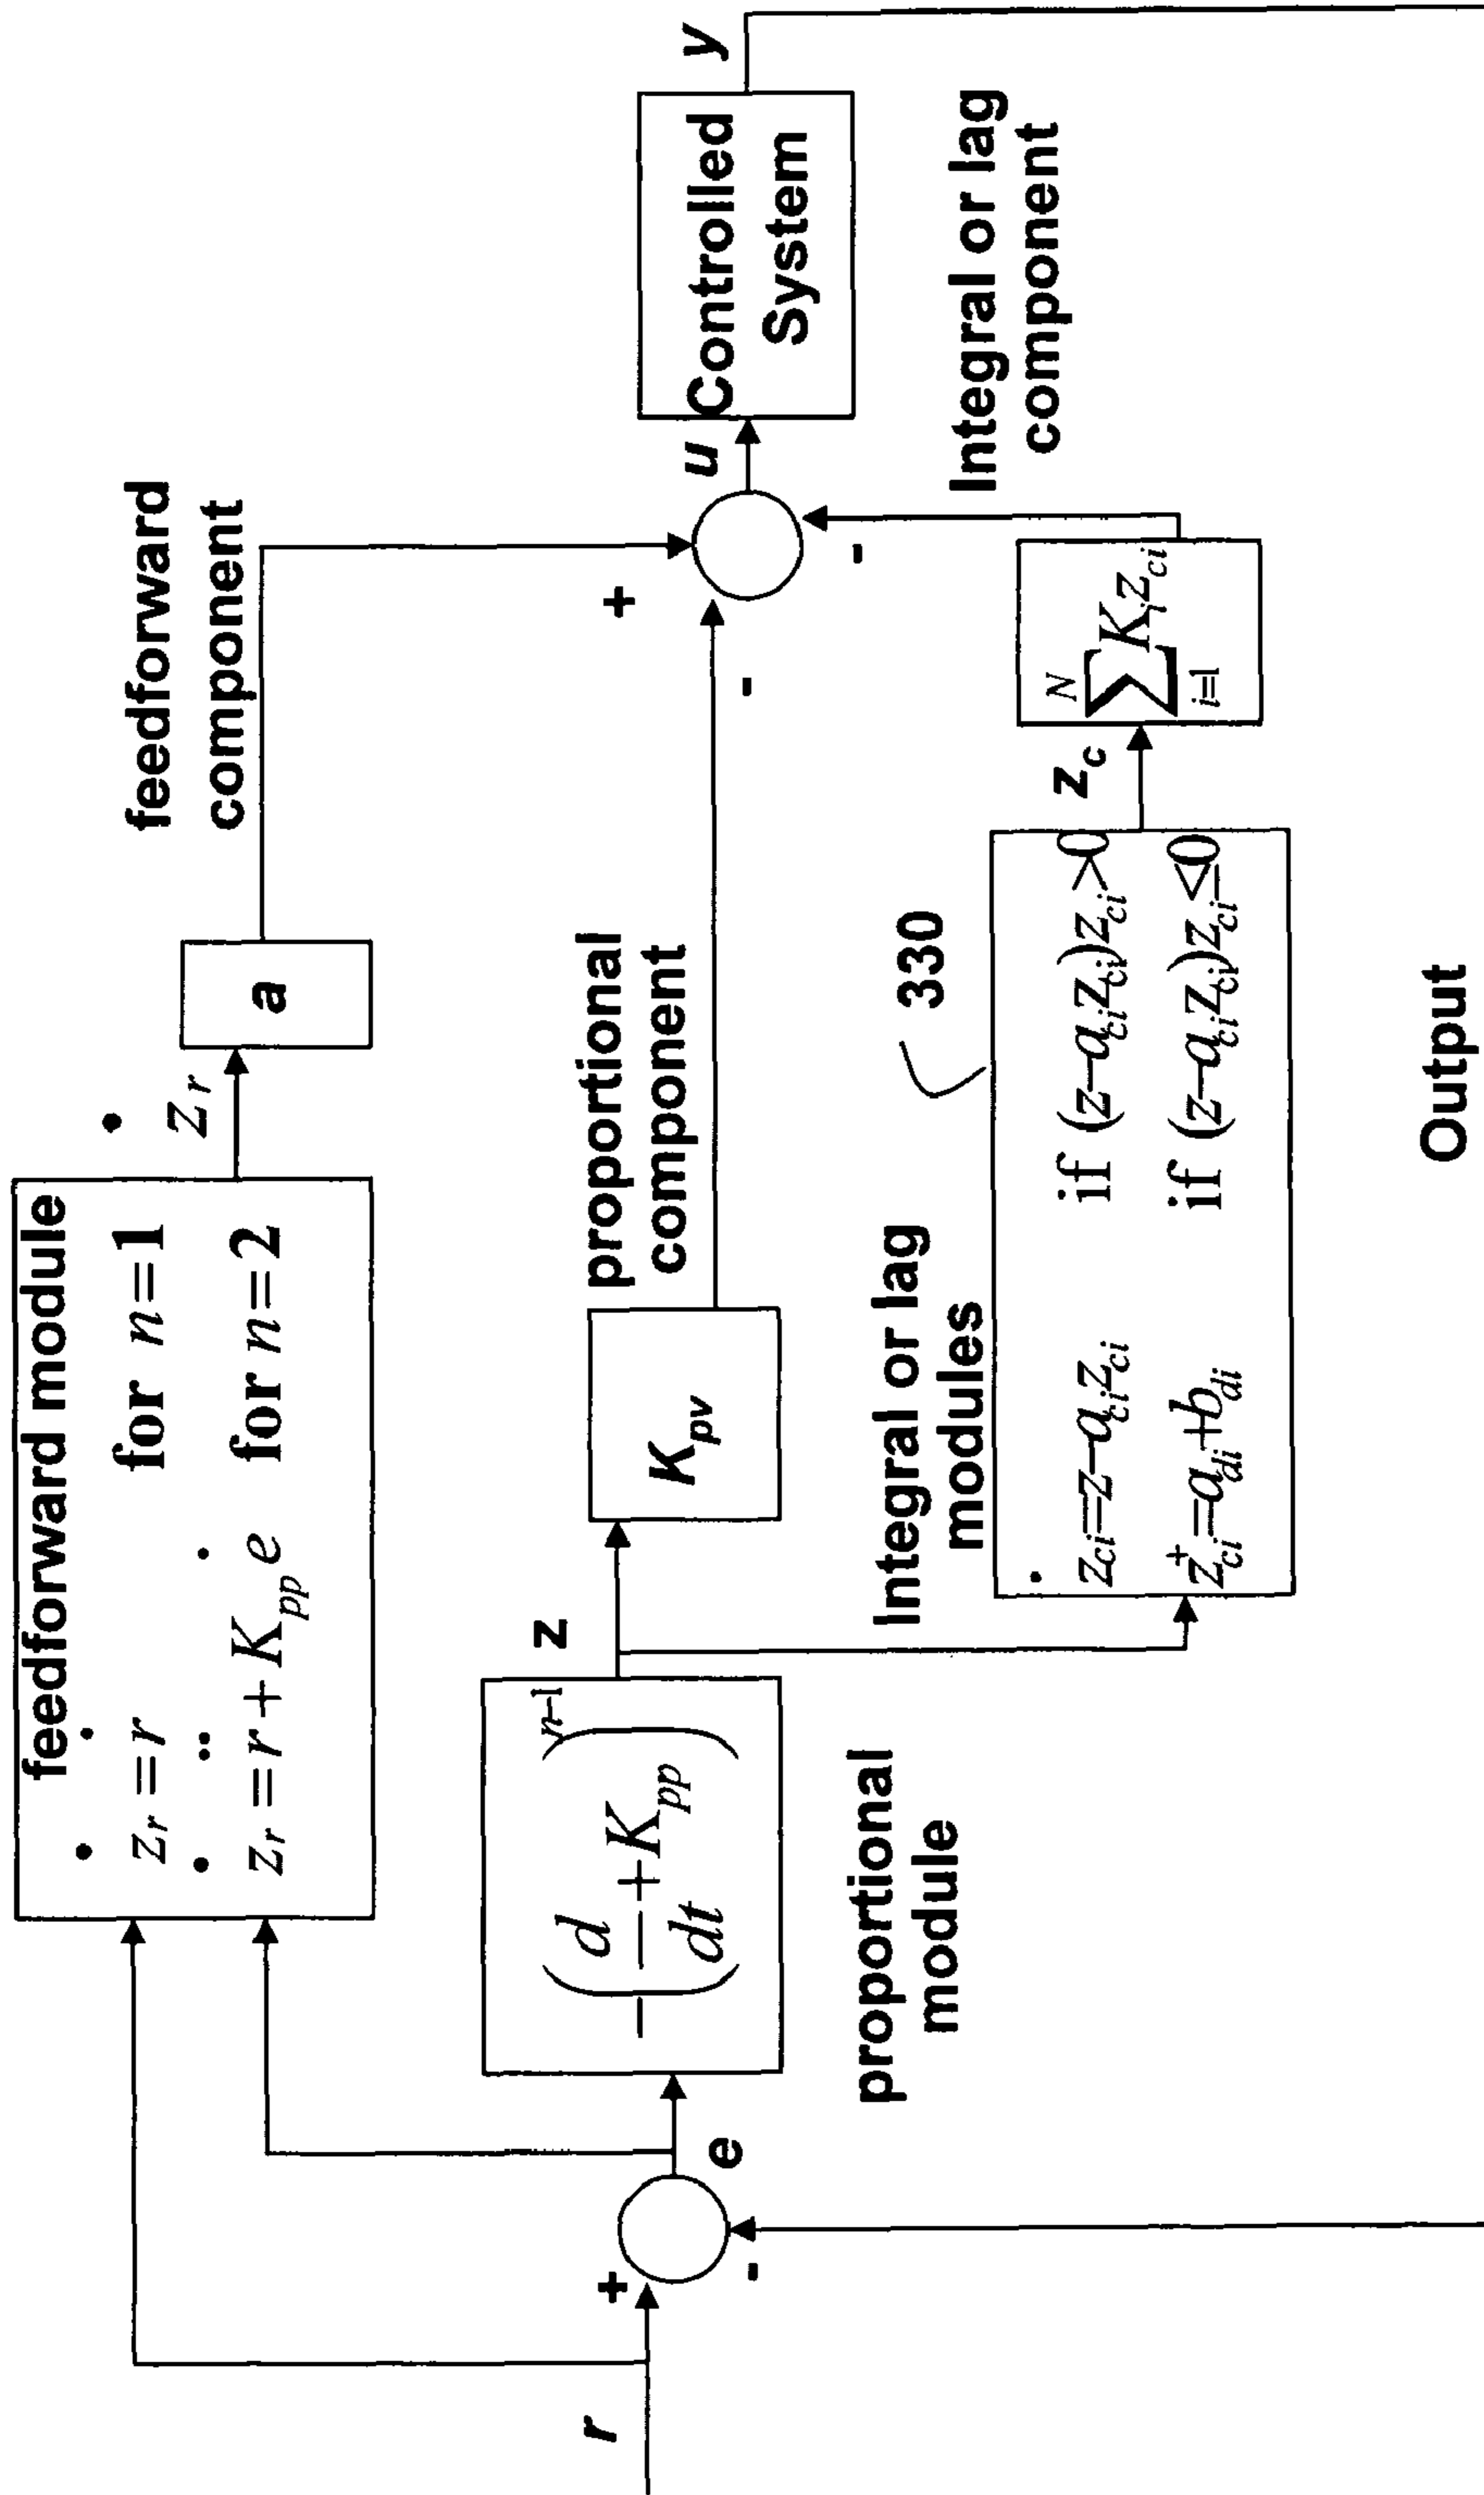 feedforward module
ż_r = ṙ for n=1
ż_r = r̈ + K_pp ė for n=2
ż_r
a
feedforward
component
r
+
-
e
-(d/dt + K_pp)^{n-1}
proportional
module
z
K_pv
proportional
component
+
-
-
u
Controlled
System
y
Integral or lag
modules
330
ż_ci = z - a_ci z_ci if (z - a_ci z_ci)z_ci > 0
z_ci^+ = a_di + b_di if (z - a_ci z_ci)z_ci ≤ 0
z_c
∑_{i=1}^{N} K_i z_ci
Integral or lag
component
Output